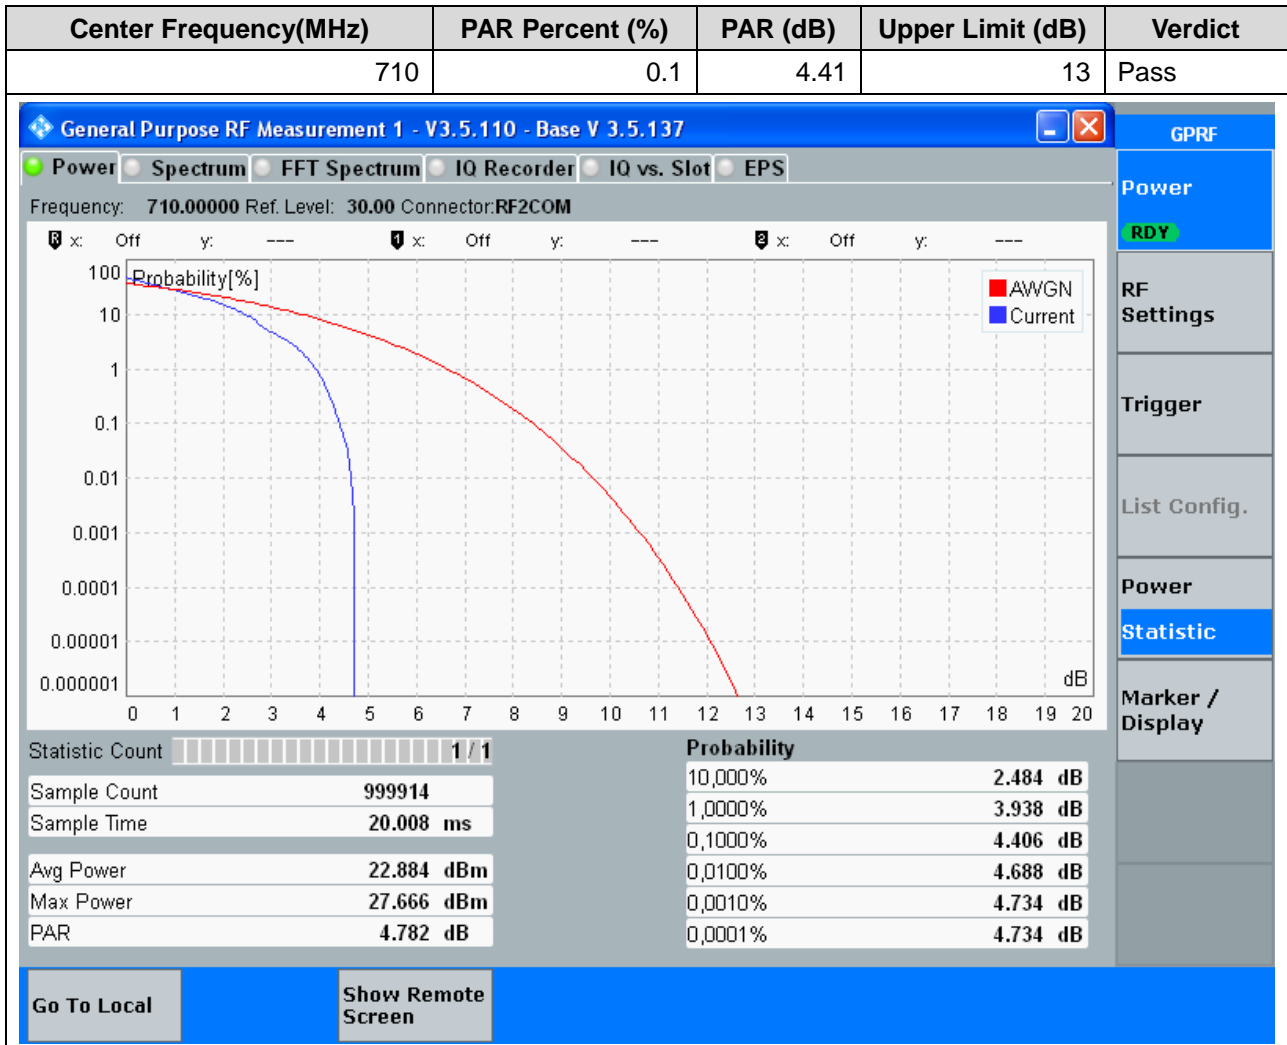 Center Frequency(MHz) PAR Percent (%) PAR (dB) Upper Limit (dB) Verdict
710 0.1 4.41 13 Pass
General Purpose RF Measurement 1 - V3.5.110 - Base V 3.5.137
GPRF
Power Spectrum FFT Spectrum IQ Recorder IQ vs. Slot EPS
Power
RDY
Frequency: 710.00000 Ref. Level: 30.00 Connector:RF2COM
R x: Off y: --- 1 x: Off y: --- 2 x: Off y: ---
Probability[%]
AWGN
Current
100
10
1
0.1
0.01
0.001
0.0001
0.00001
0.000001
dB
0 1 2 3 4 5 6 7 8 9 10 11 12 13 14 15 16 17 18 19 20
RF
Settings
Trigger
List Config.
Power
Statistic
Marker /
Display
Statistic Count 1 / 1
Sample Count 999914
Sample Time 20.008 ms
Avg Power 22.884 dBm
Max Power 27.666 dBm
PAR 4.782 dB
Probability
10,000% 2.484 dB
1,0000% 3.938 dB
0,1000% 4.406 dB
0,0100% 4.688 dB
0,0010% 4.734 dB
0,0001% 4.734 dB
Go To Local
Show Remote
Screen